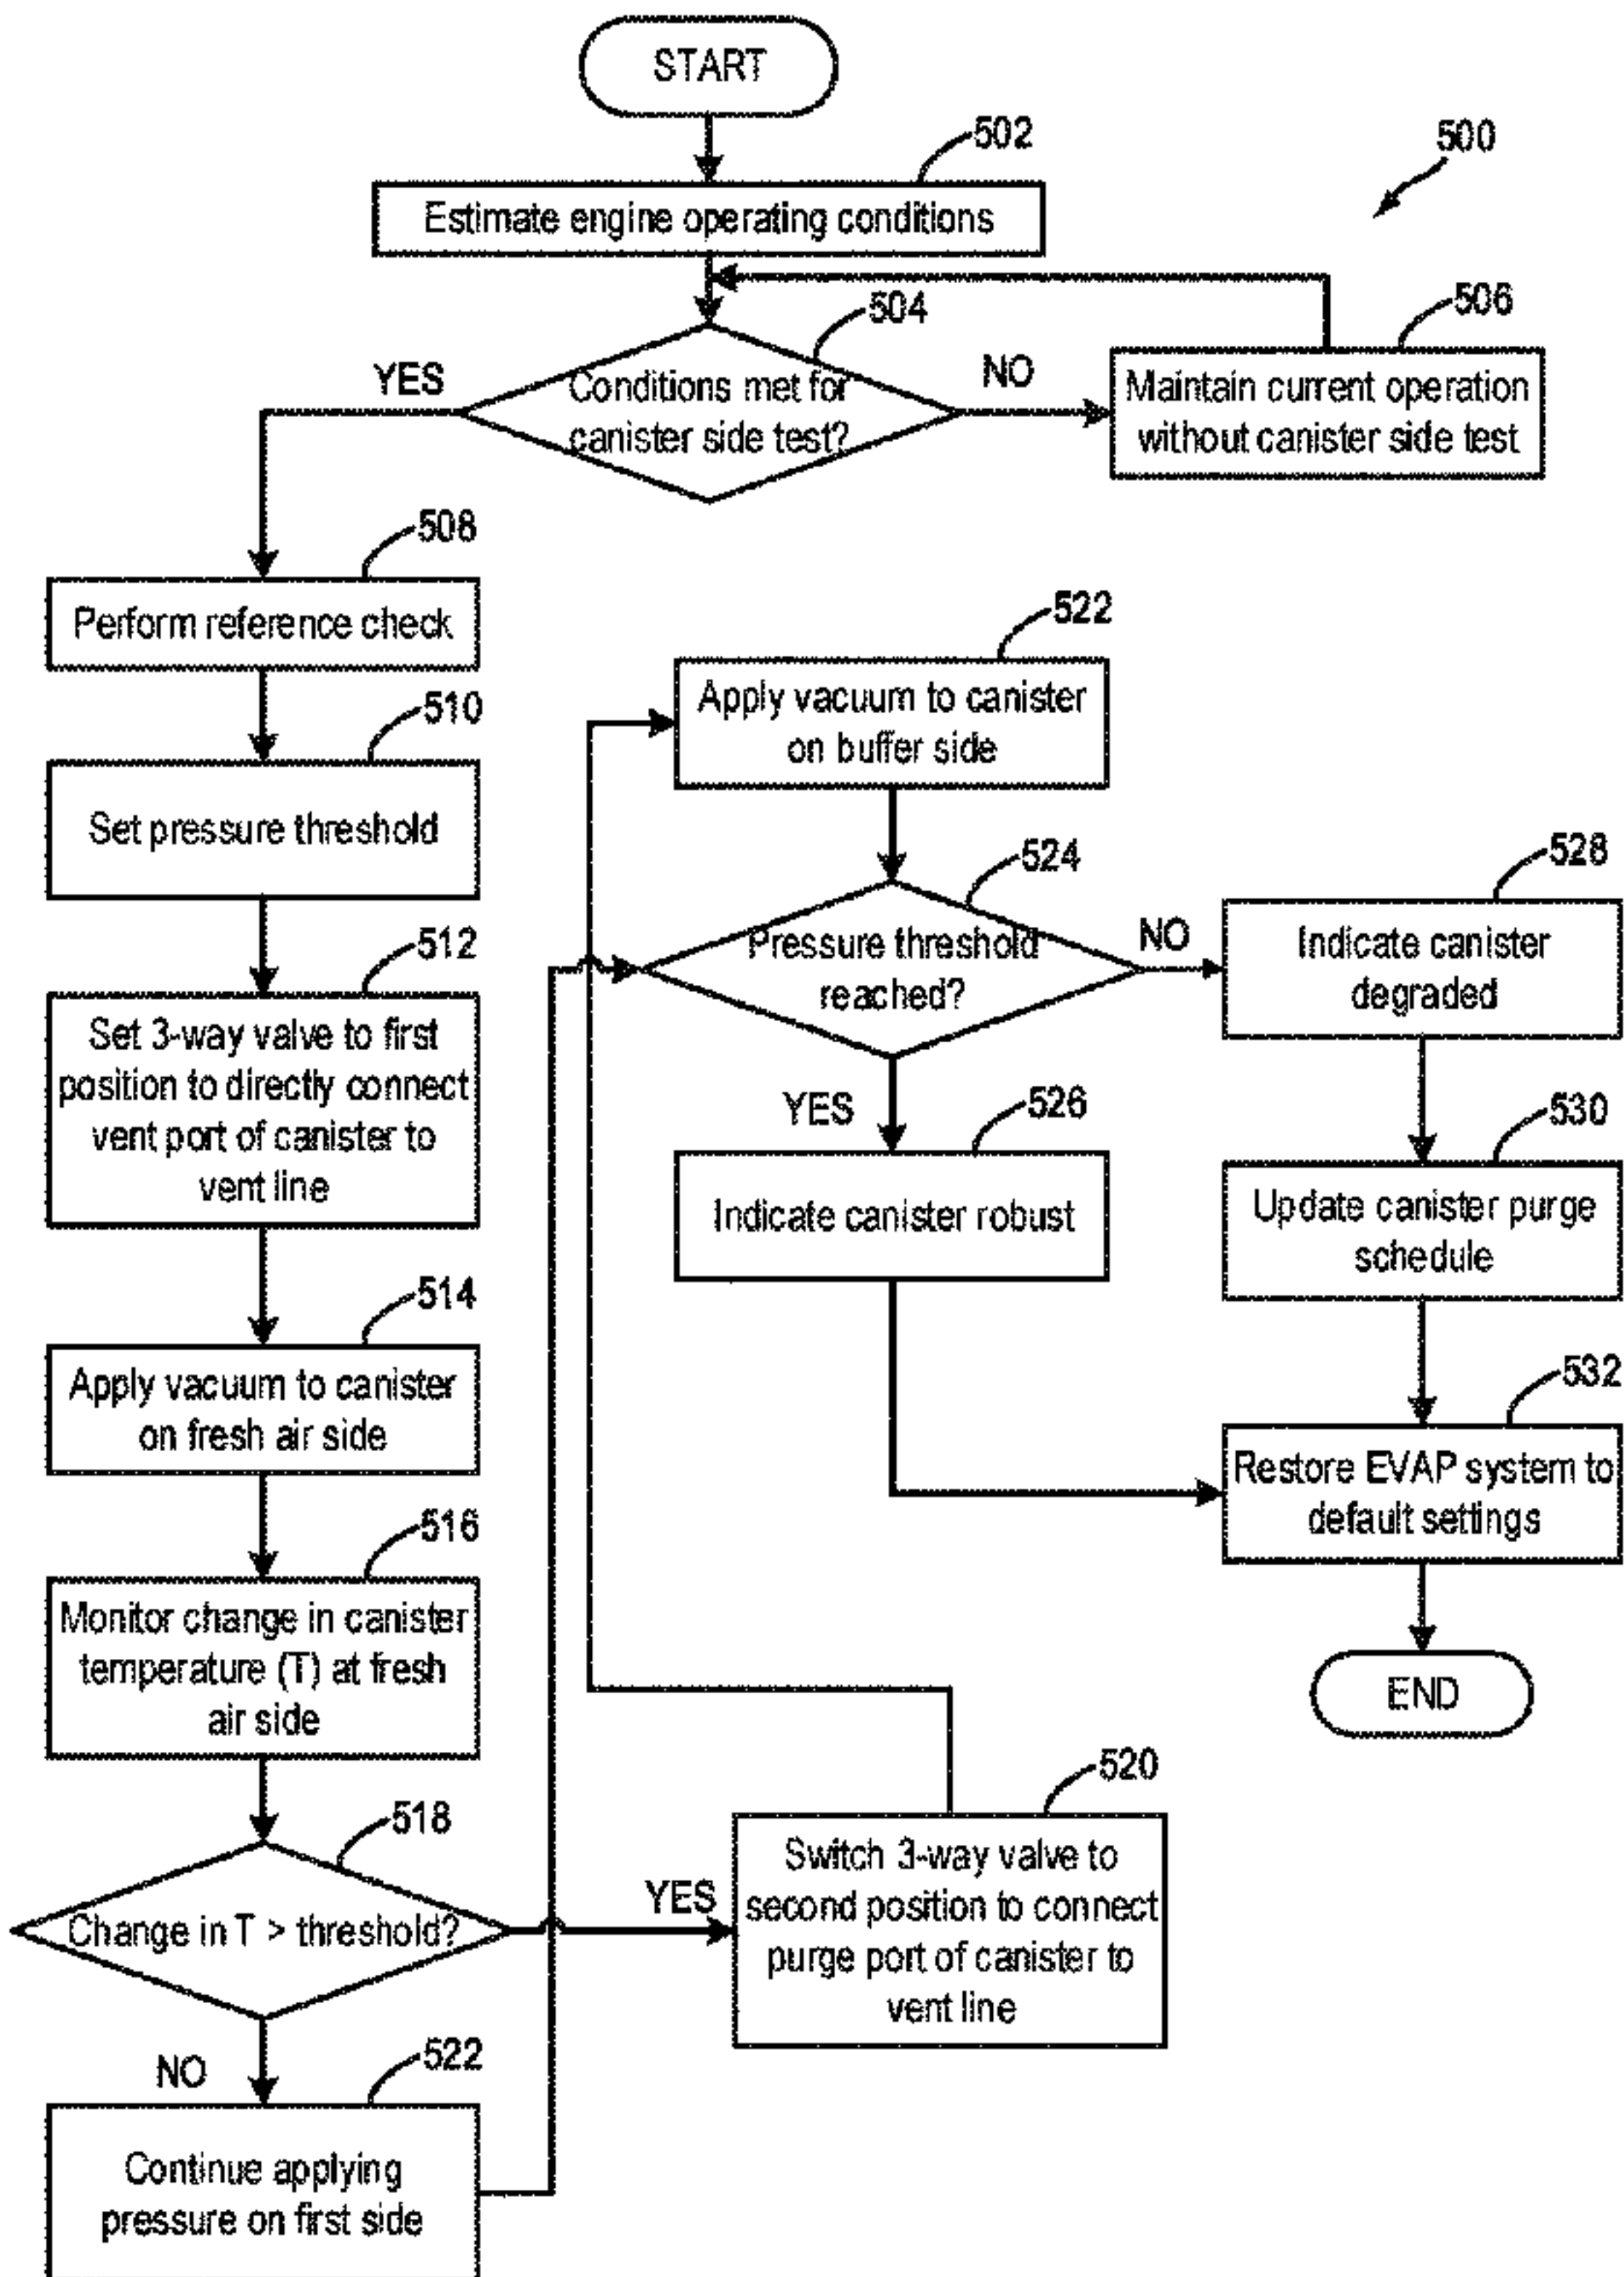 START
502
500
Estimate engine operating conditions
504
506
YES
Conditions met for
canister side test?
NO
Maintain current operation
without canister side test
508
Perform reference check
510
Set pressure threshold
512
Set 3-way valve to first
position to directly connect
vent port of canister to
vent line
514
Apply vacuum to canister
on fresh air side
516
Monitor change in canister
temperature (T) at fresh
air side
518
Change in T > threshold?
YES
NO
522
Continue applying
pressure on first side
520
Switch 3-way valve to
second position to connect
purge port of canister to
vent line
522
Apply vacuum to canister
on buffer side
524
Pressure threshold
reached?
NO
YES
526
Indicate canister robust
528
Indicate canister
degraded
530
Update canister purge
schedule
532
Restore EVAP system to
default settings
END